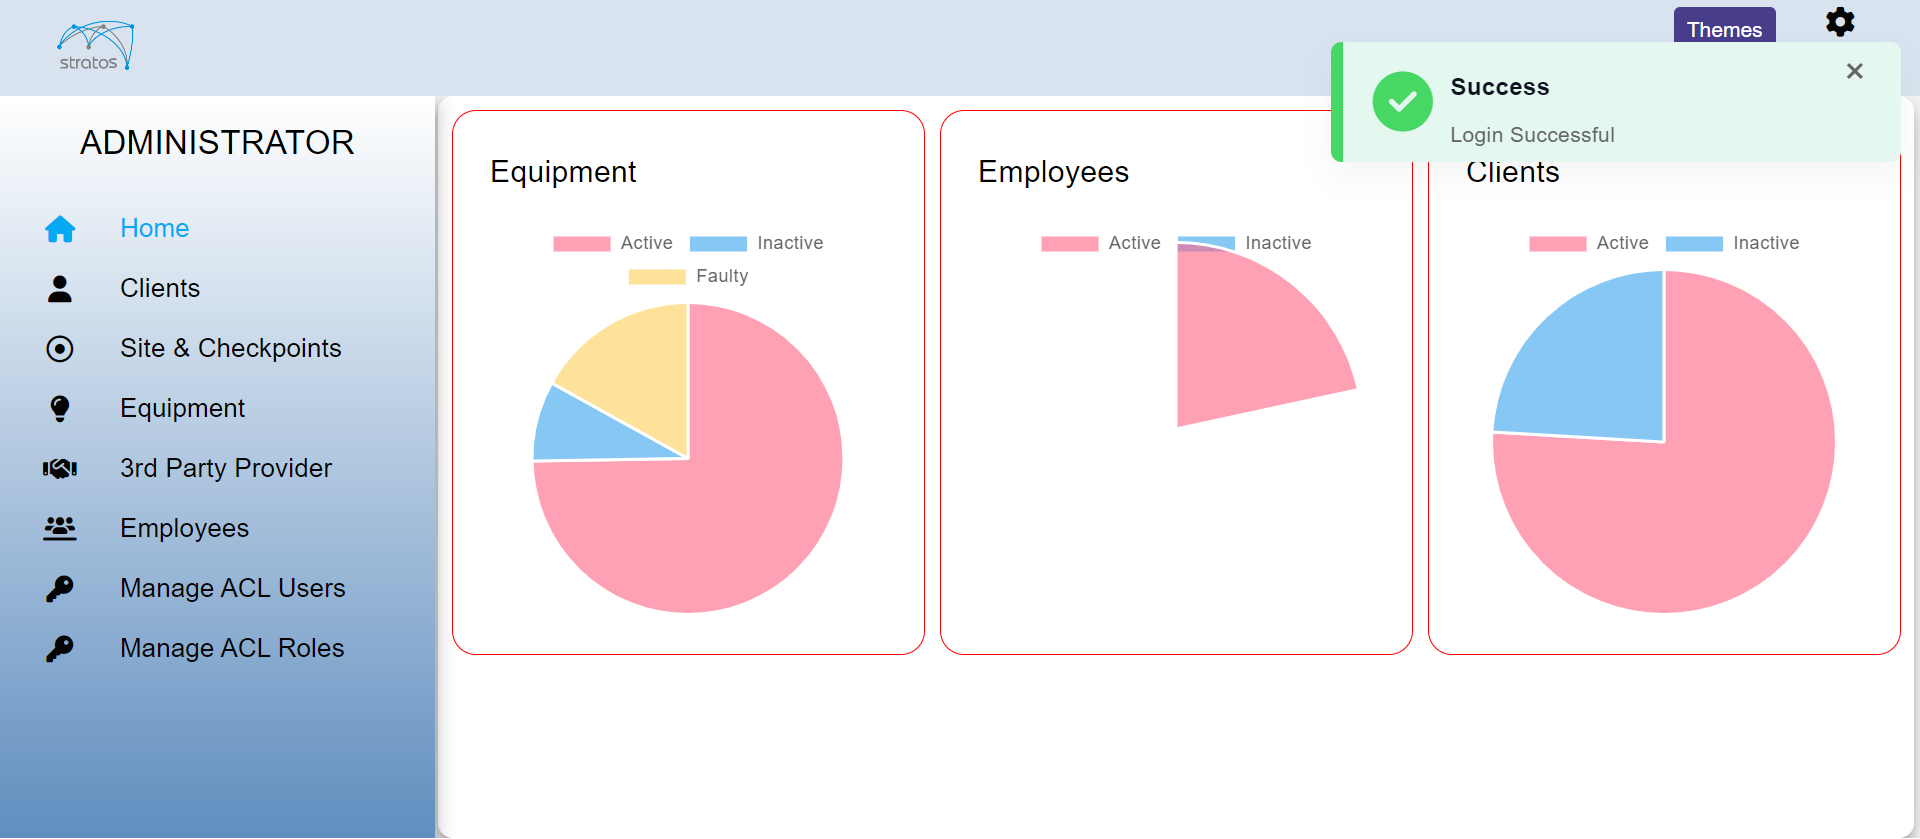 stratos
Themes
Success
Login Successful
ADMINISTRATOR
Home
Clients
Site & Checkpoints
Equipment
3rd Party Provider
Employees
Manage ACL Users
Manage ACL Roles
Equipment
Active Inactive
Faulty
Employees
Active Inactive
Clients
Active Inactive